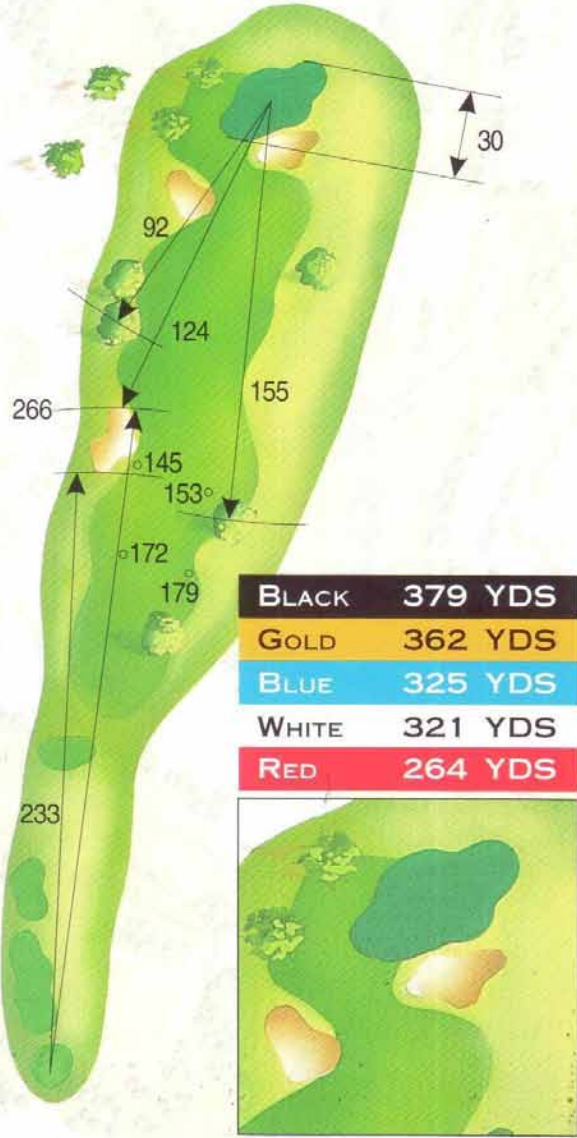 30
92
124
155
266
145
153
172
179
BLACK 379 YDS
GOLD 362 YDS
BLUE 325 YDS
WHITE 321 YDS
RED 264 YDS
233